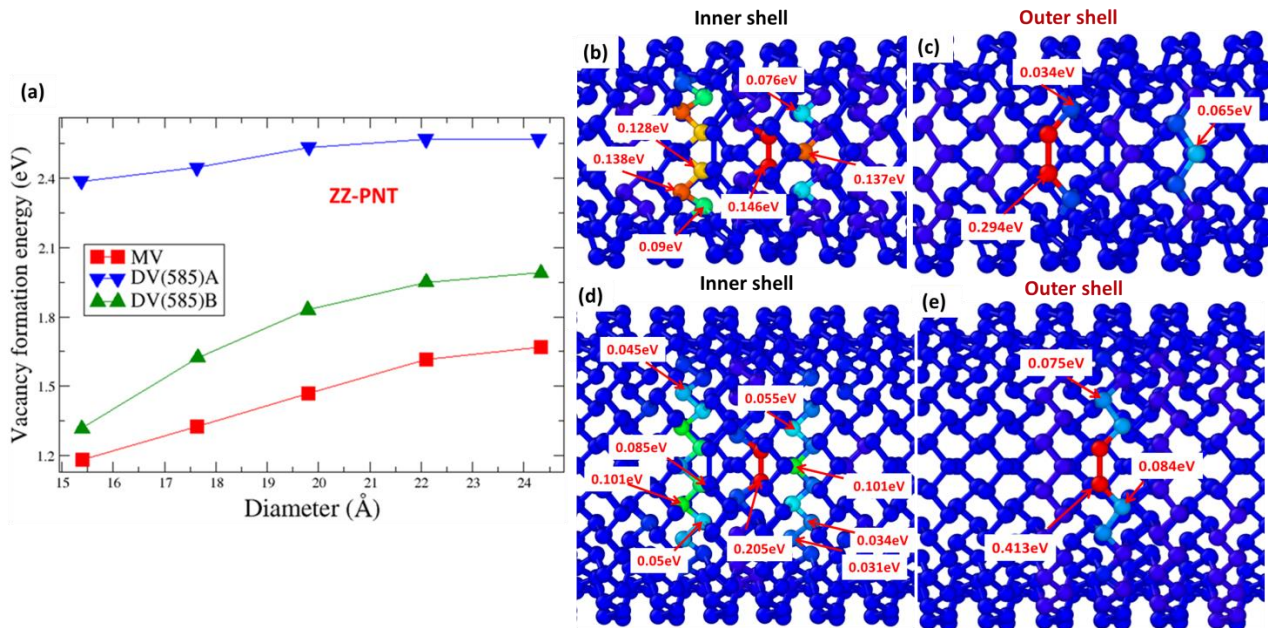 (a)
Vacancy formation energy (eV)
2.4
2.1
1.8
1.5
1.2
ZZ-PNT
MV
DV(585)A
DV(585)B
15 16 17 18 19 20 21 22 23 24
Diameter (Å)
Inner shell
(b)
0.076eV
0.128eV
0.138eV
0.137eV
0.146eV
0.09eV
Outer shell
(c)
0.034eV
0.065eV
0.294eV
Inner shell
(d)
0.045eV
0.055eV
0.085eV
0.101eV
0.101eV
0.034eV
0.05eV
0.205eV
0.031eV
Outer shell
(e)
0.075eV
0.084eV
0.413eV